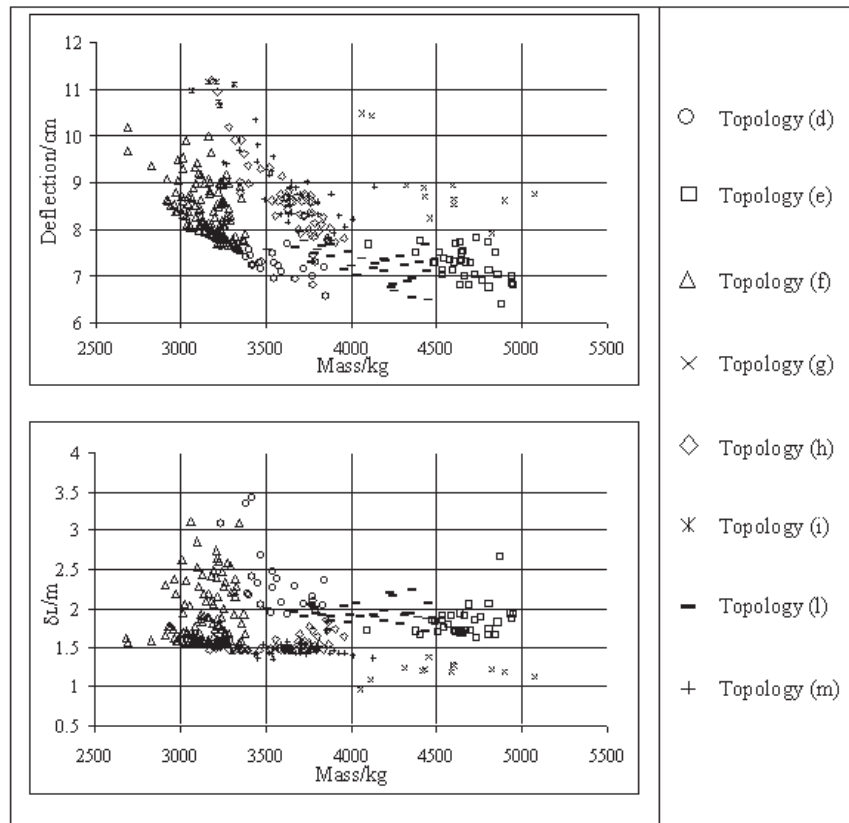 12
11
10
9
8
7
6
Deflection/cm
2500 3000 3500 4000 4500 5000 5500
Mass/kg
4
3.5
3
2.5
2
1.5
1
0.5
δL/m
2500 3000 3500 4000 4500 5000 5500
Mass/kg
Topology (d)
Topology (e)
Topology (f)
Topology (g)
Topology (h)
Topology (i)
Topology (l)
Topology (m)